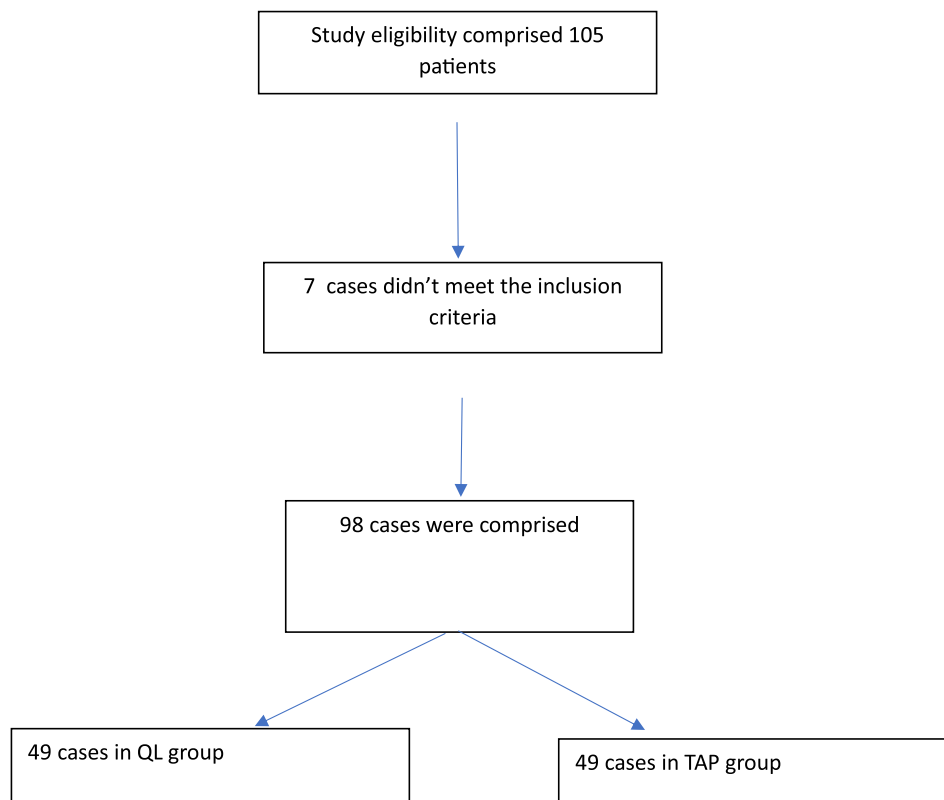 Study eligibility comprised 105
patients
7 cases didn’t meet the inclusion
criteria
98 cases were comprised
49 cases in QL group
49 cases in TAP group